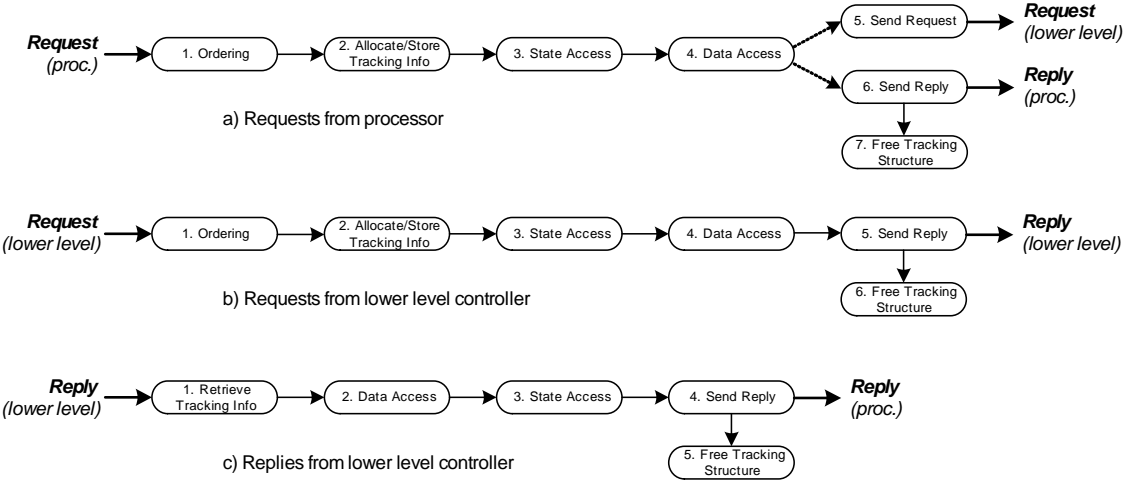 Request
(proc.)
1. Ordering
2. Allocate/Store
Tracking Info
3. State Access
4. Data Access
5. Send Request
Request
(lower level)
6. Send Reply
Reply
(proc.)
7. Free Tracking
Structure
a) Requests from processor
Request
(lower level)
1. Ordering
2. Allocate/Store
Tracking Info
3. State Access
4. Data Access
5. Send Reply
Reply
(lower level)
6. Free Tracking
Structure
b) Requests from lower level controller
Reply
(lower level)
1. Retrieve
Tracking Info
2. Data Access
3. State Access
4. Send Reply
Reply
(proc.)
5. Free Tracking
Structure
c) Replies from lower level controller